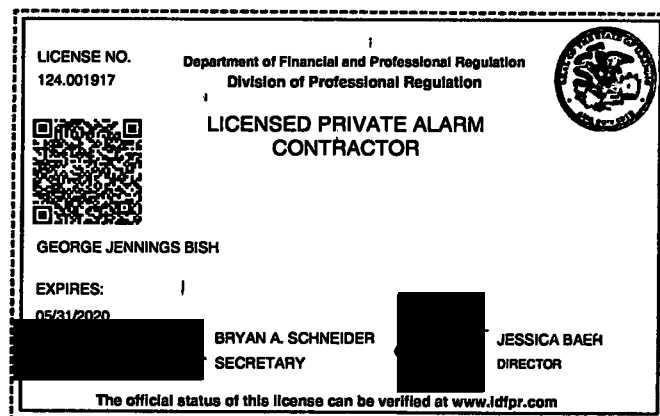 LICENSE NO.
124.001917
Department of Financial and Professional Regulation
Division of Professional Regulation
LICENSED PRIVATE ALARM
CONTRACTOR
GEORGE JENNINGS BISH
EXPIRES:
05/31/2020
BRYAN A. SCHNEIDER
SECRETARY
JESSICA BAER
DIRECTOR
The official status of this license can be verified at www.idfpr.com